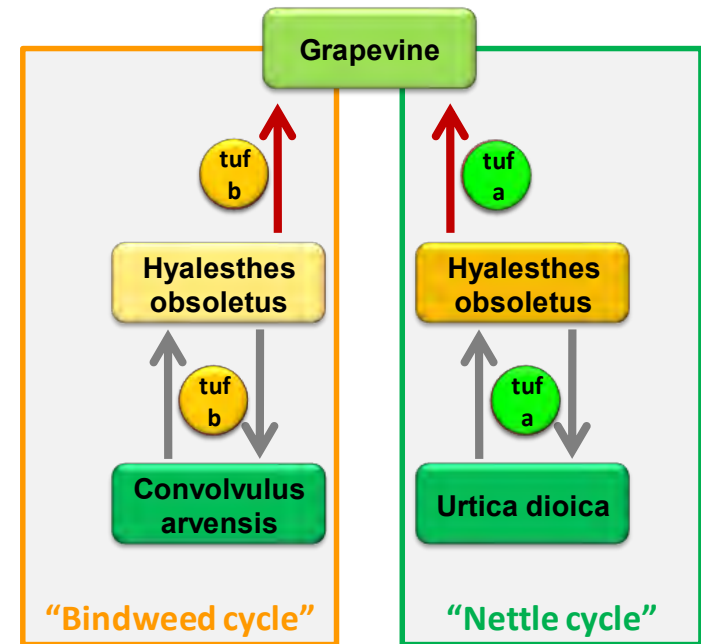 Grapevine
tuf
b
tuf
a
Hyalesthes
obsoletus
Hyalesthes
obsoletus
tuf
b
tuf
a
Convolvulus
arvensis
Urtica dioica
“Bindweed cycle”
“Nettle cycle”